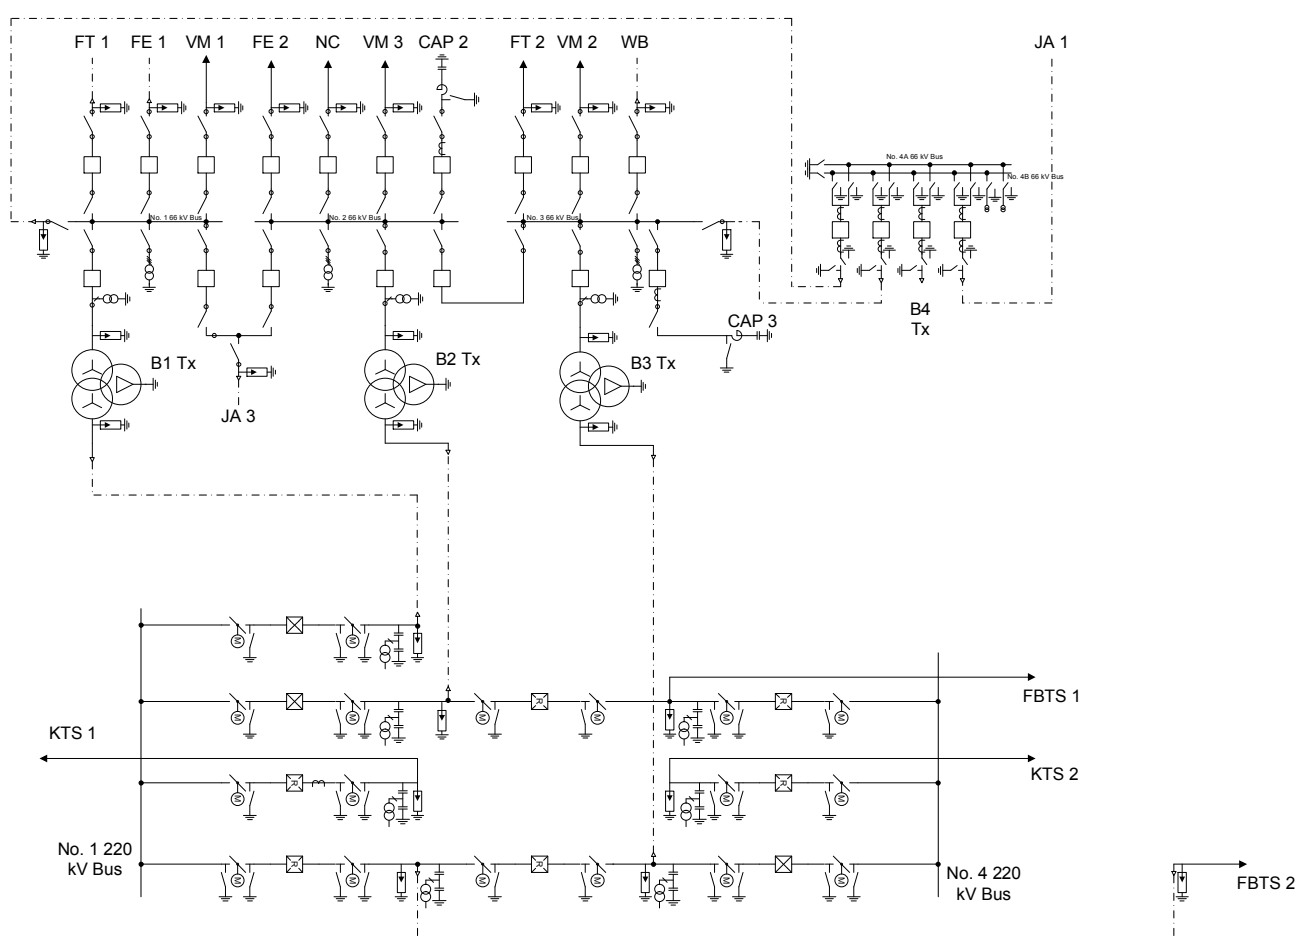 FT 1
FE 1
VM 1
FE 2
NC
VM 3
CAP 2
FT 2
VM 2
WB
JA 1
No. 4A 66 kV Bus
No. 4B 66 kV Bus
No. 1 66 kV Bus
No. 2 66 kV Bus
No. 3 66 kV Bus
B4
Tx
CAP 3
B1 Tx
B2 Tx
B3 Tx
JA 3
M
M
M
R
M
M
R
M
FBTS 1
M
M
KTS 1
KTS 2
M
R
M
M
R
M
No. 1 220
kV Bus
M
R
M
M
R
M
M
M
No. 4 220
kV Bus
FBTS 2